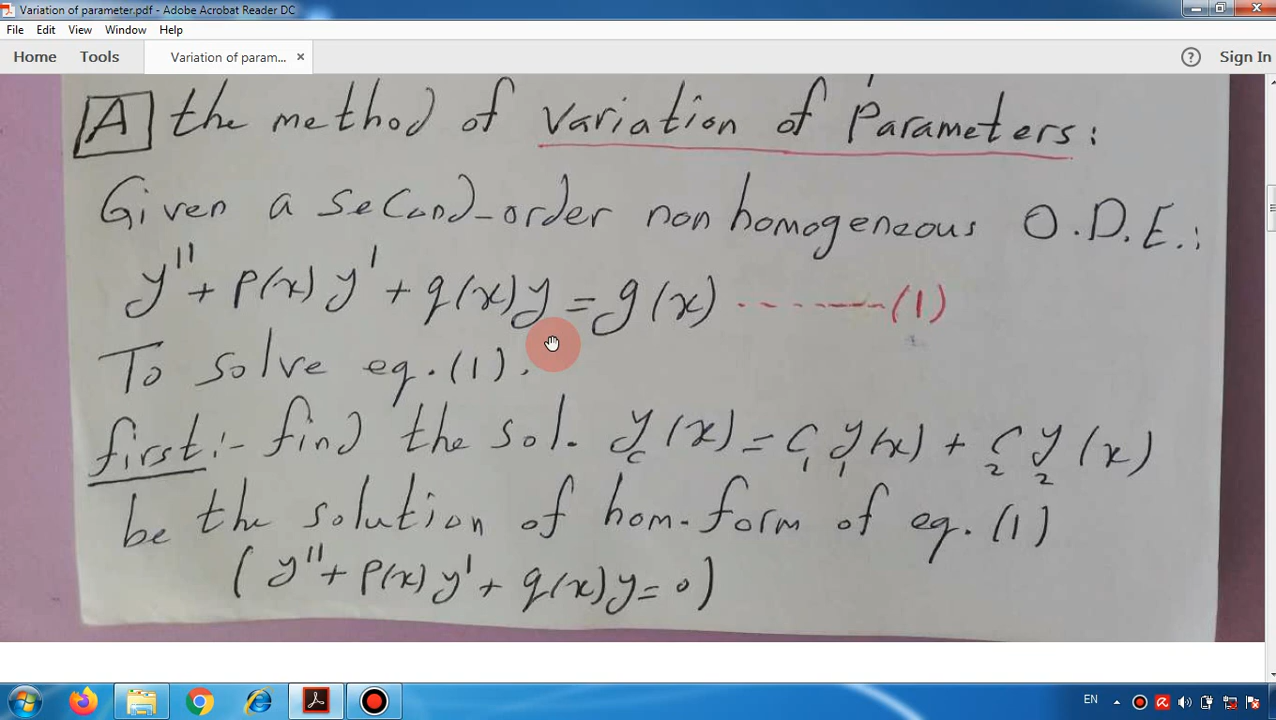 Variation of parameter.pdf - Adobe Acrobat Reader DC
File Edit View Window Help
Home Tools Variation of param... × ? Sign In
A the method of Variation of Parameters:
Given a second-order non homogeneous O.D.E.:
y'' + p(x) y' + q(x) y = g(x) --------(1)
To solve eq.(1).
first:- find the sol. y_c(x) = c_1 y_1(x) + c_2 y_2(x)
be the solution of hom. form of eq. (1)
( y'' + p(x) y' + q(x) y = 0 )
EN